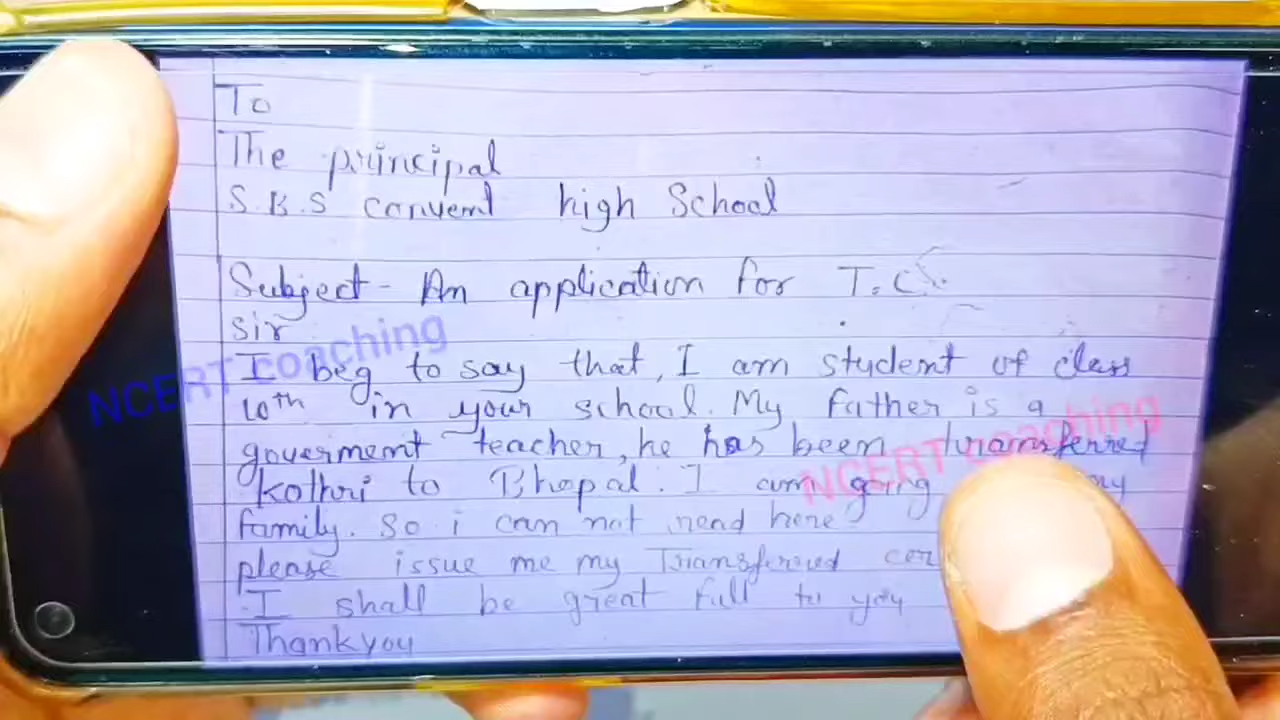 To
The principal
S.B.S convent high School
Subject - An application for T.C.
Sir
I beg to say that, I am student of class
10th in your school. My father is a
goverment teacher, he has been transferred
Kothri to Bhopal. I am going my
family. So i can not read here
please issue me my Transferred cer
I shall be great full to you
Thankyou
NCERT coaching
NCERT coaching